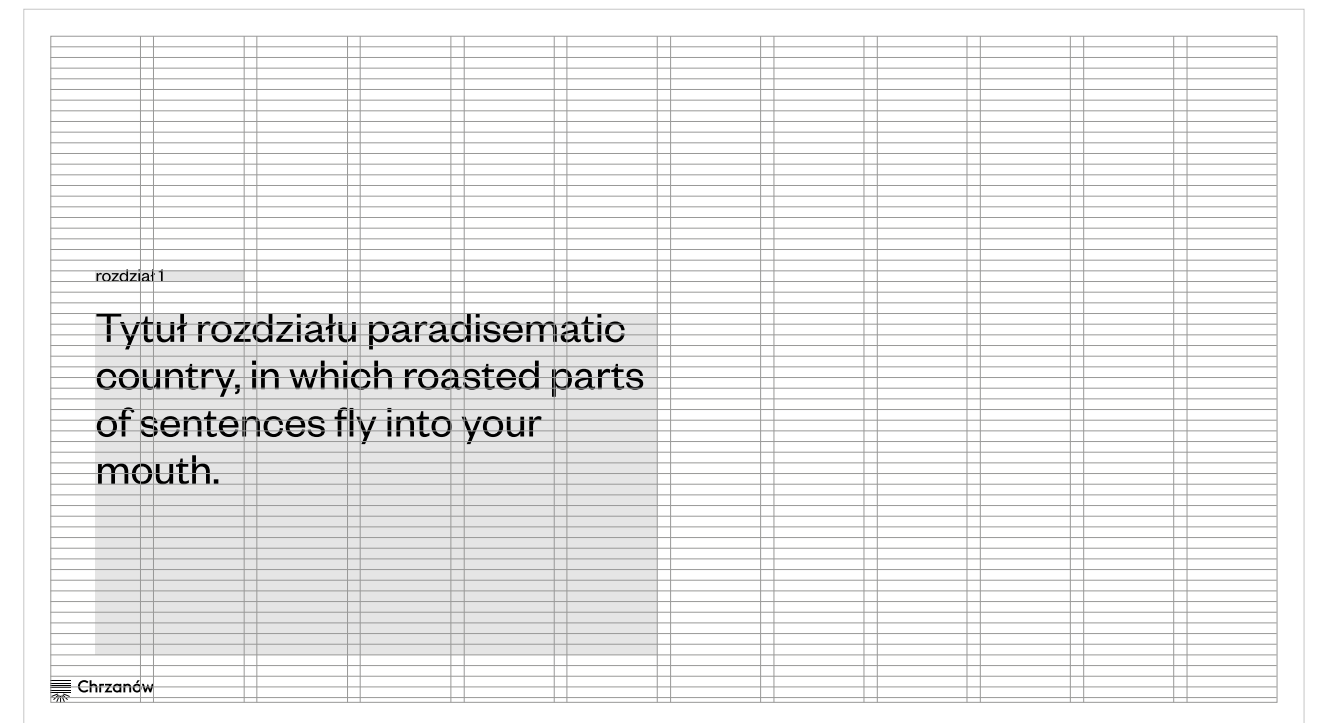 rozdział 1
Tytuł rozdziału paradisematic
country, in which roasted parts
of sentences fly into your
mouth.
Chrzanów